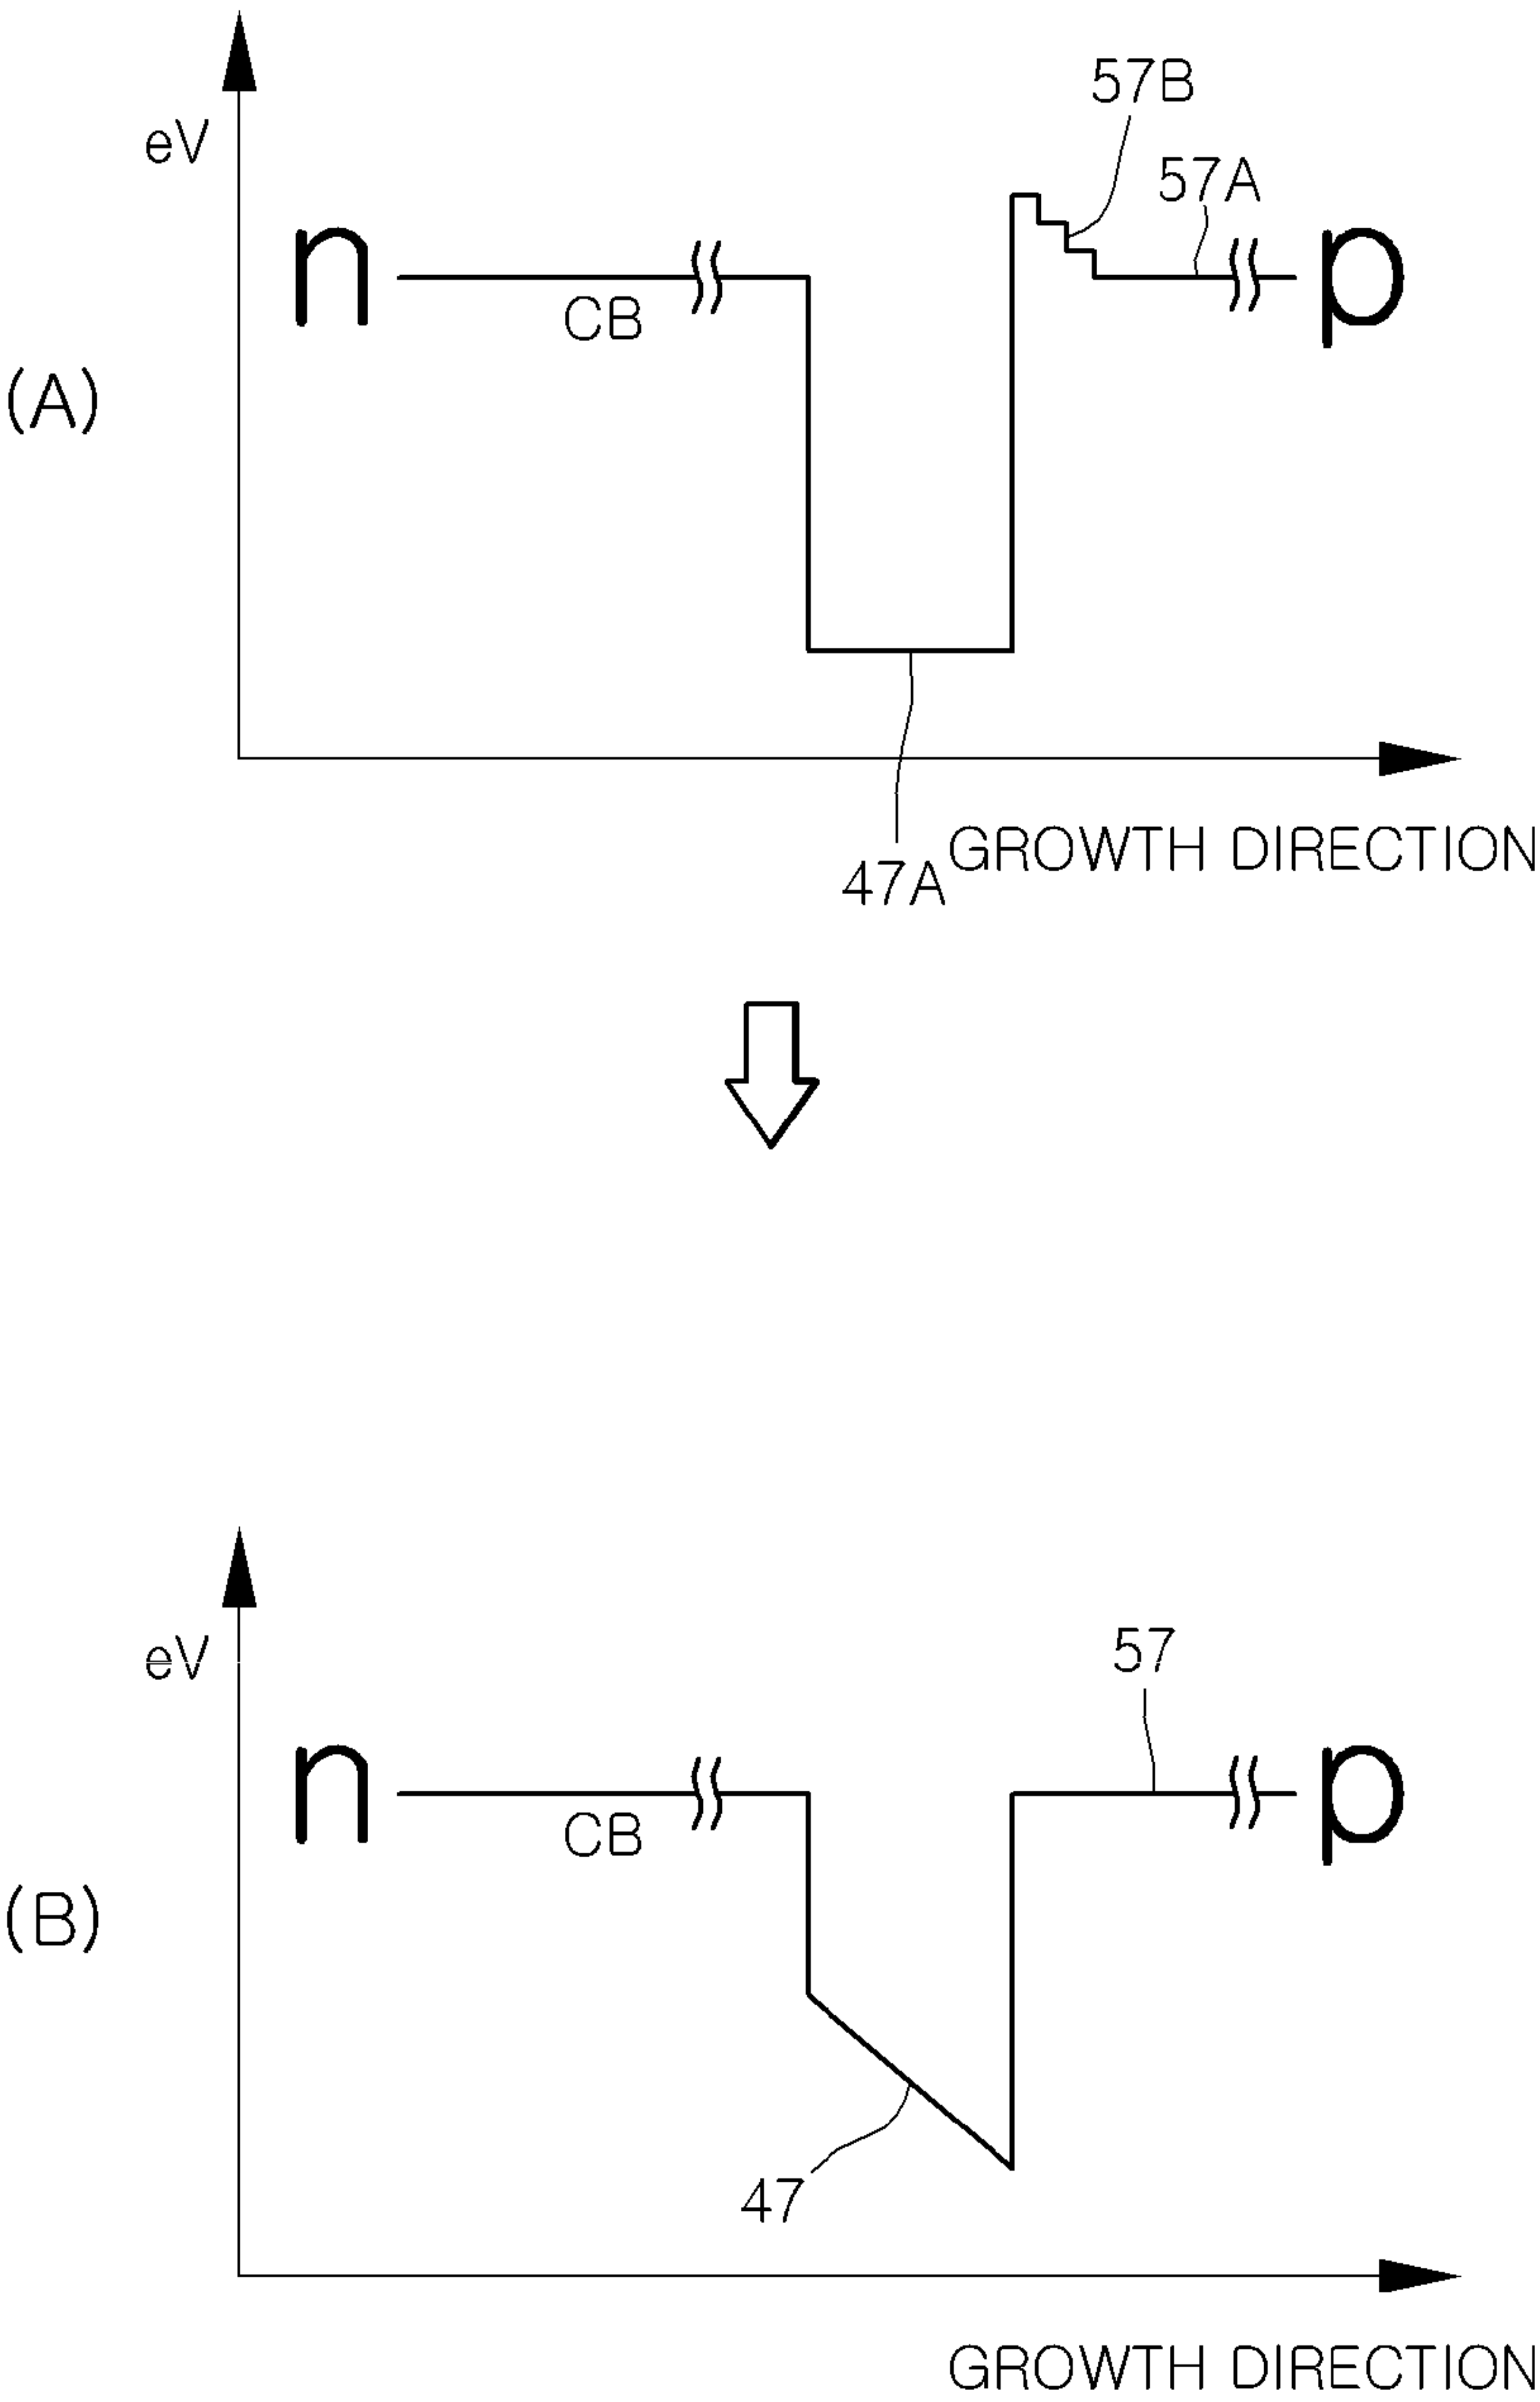 57B
eV
57A
n
p
CB
(A)
GROWTH DIRECTION
47A
eV
57
n
p
CB
(B)
47
GROWTH DIRECTION